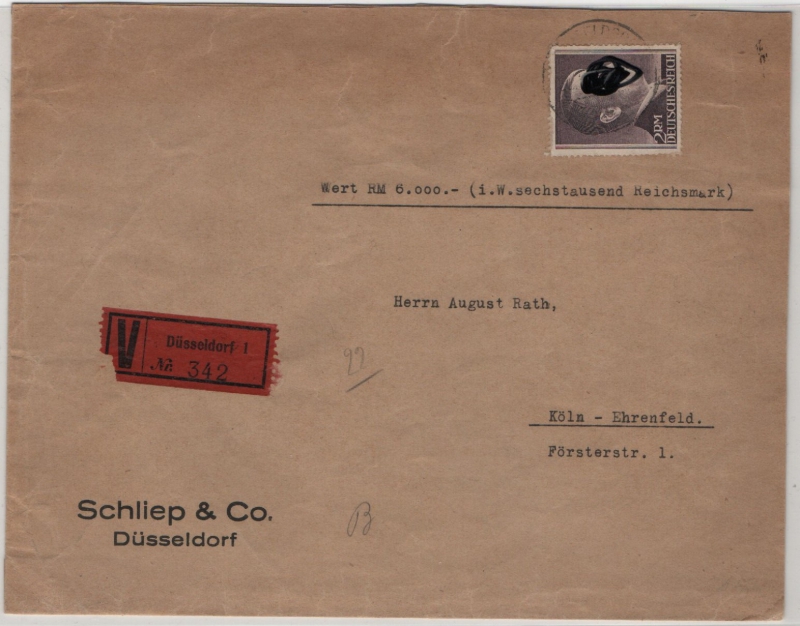 2 RM
DEUTSCHES REICH
Wert RM 6.000.- (i.W.sechstausend Reichsmark)
Herrn August Rath,
V
Düsseldorf 1
№ 342
Köln - Ehrenfeld.
Försterstr. 1.
Schliep & Co.
Düsseldorf
B